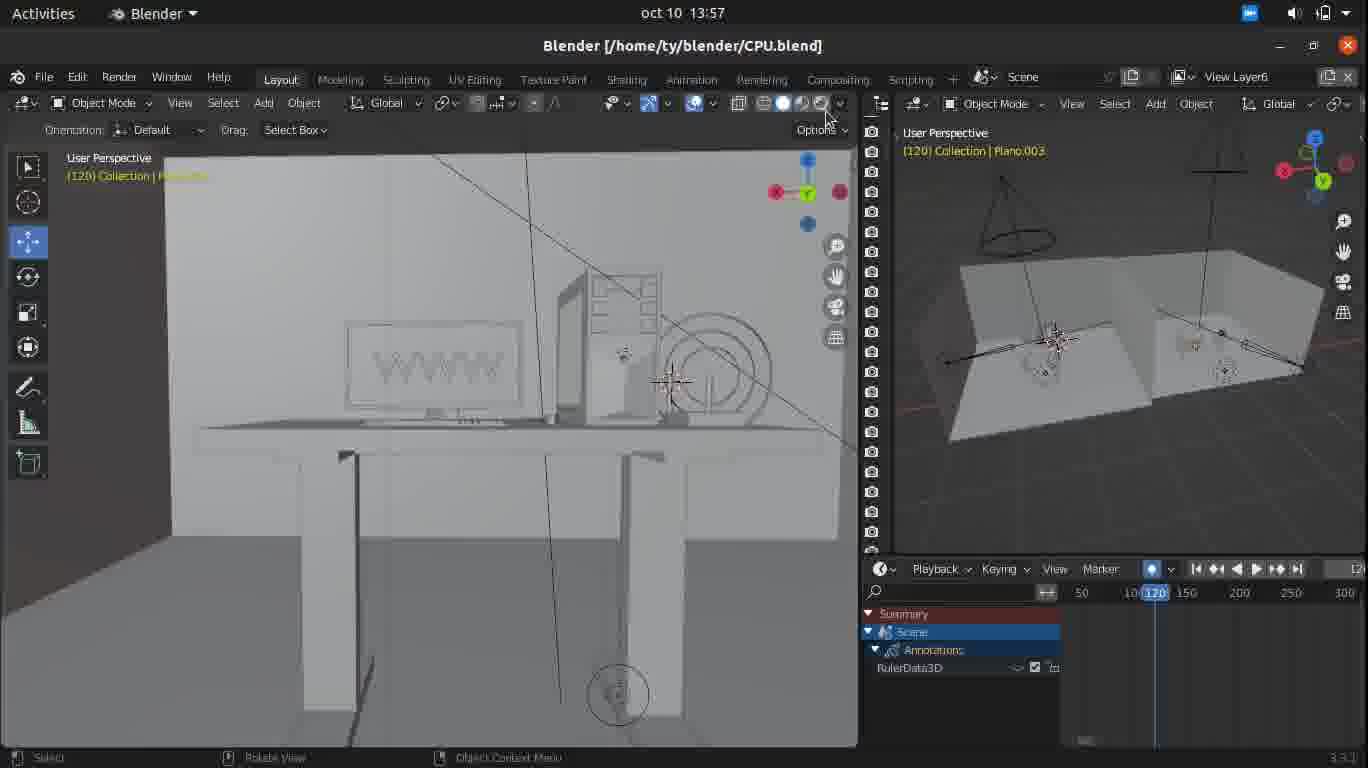 Activities Blender oct 10 13:57
Blender [/home/ty/blender/CPU.blend]
File Edit Render Window Help Layout Modeling Sculpting UV Editing Texture Paint Shading Animation Rendering Compositing Scripting + Scene View Layer6
Object Mode View Select Add Object Global Object Mode View Select Add Object Global
Orientation: Default Drag: Select Box Options
User Perspective
(120) Collection |
User Perspective
(120) Collection | Plano.003
X Y
WWW
Playback Keying View Marker
50 100 120 150 200 250 300
Summary
Scene
Annotations
RulerData3D
Select Rotate View Object Context Menu 3.3.1